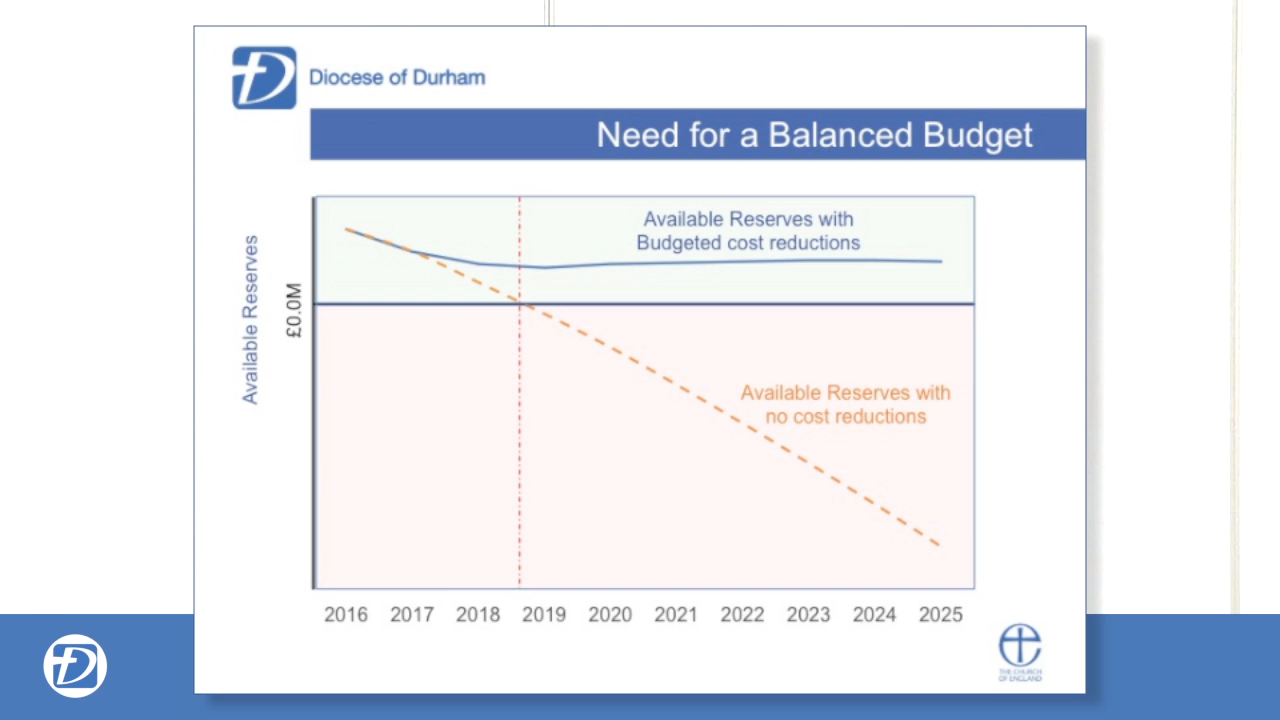 Diocese of Durham
Need for a Balanced Budget
Available Reserves with
Budgeted cost reductions
Available Reserves
£0.0M
Available Reserves with
no cost reductions
2016 2017 2018 2019 2020 2021 2022 2023 2024 2025
THE CHURCH
OF ENGLAND